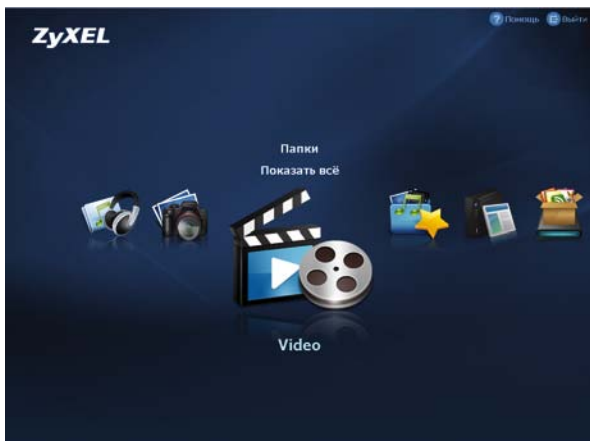 ZyXEL
Помощь
Выйти
Папки
Показать всё
Video